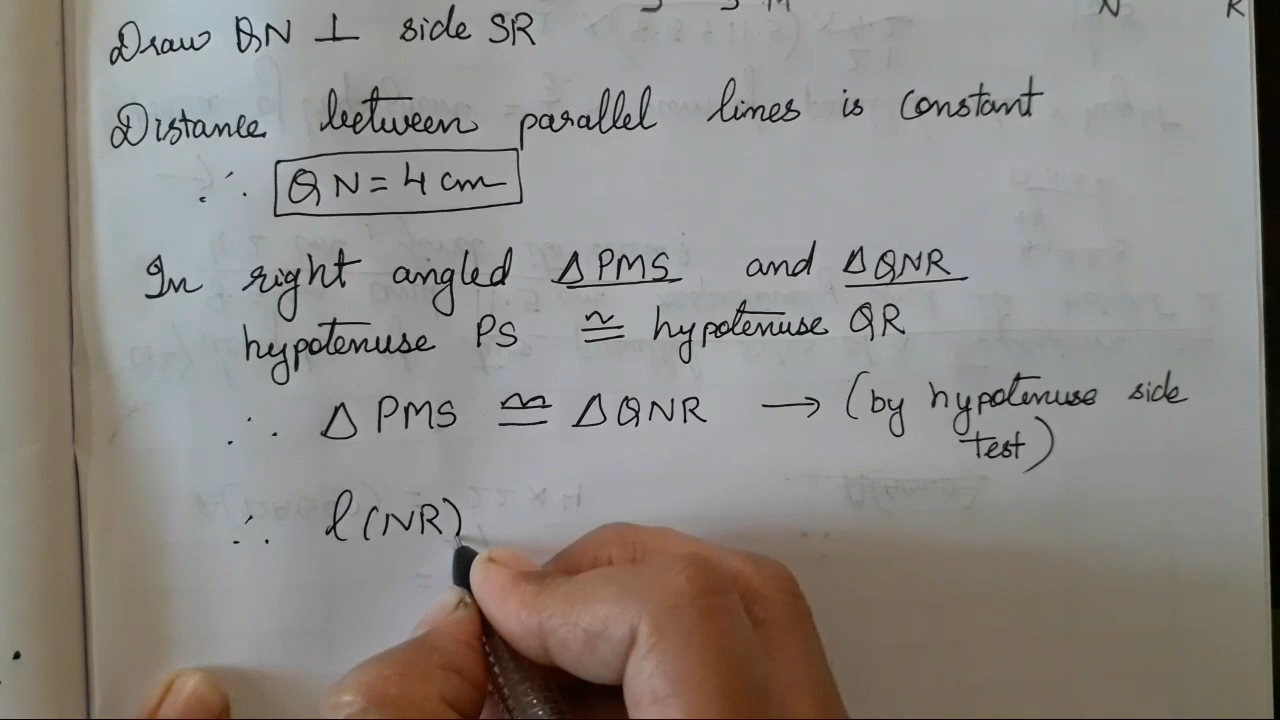 M N R
Draw QN ⊥ side SR
Distance between parallel lines is constant
∴ QN = 4 cm
In right angled △PMS and △QNR
hypotenuse PS ≅ hypotenuse QR
∴ △PMS ≅ △QNR → (by hypotenuse side
test)
∴ l(NR)